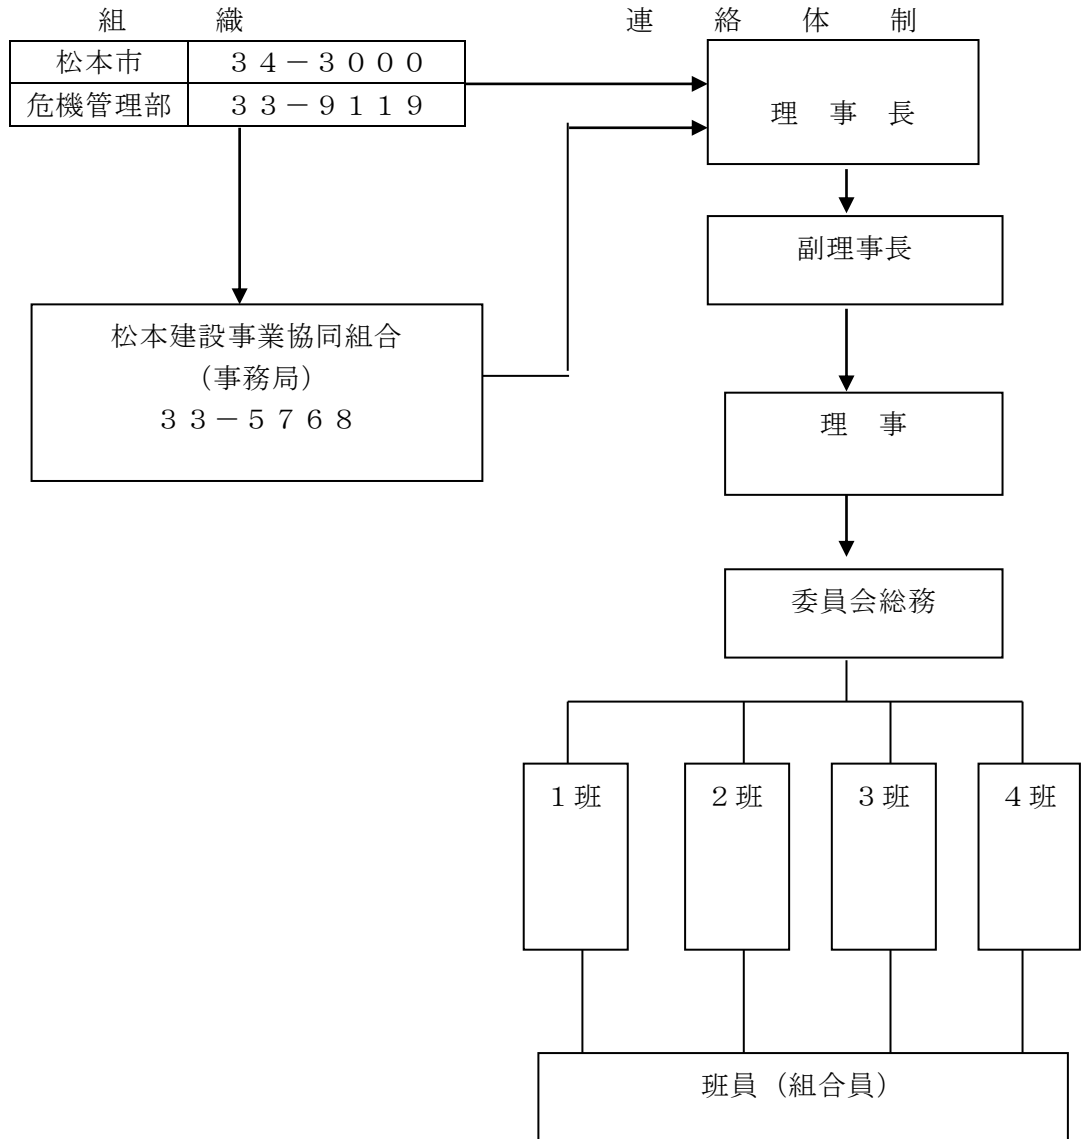 組織
連絡体制
松本市 ３４－３０００
危機管理部 ３３－９１１９
理事長
副理事長
松本建設事業協同組合
（事務局）
３３－５７６８
理事
委員会総務
１班 ２班 ３班 ４班
班員（組合員）